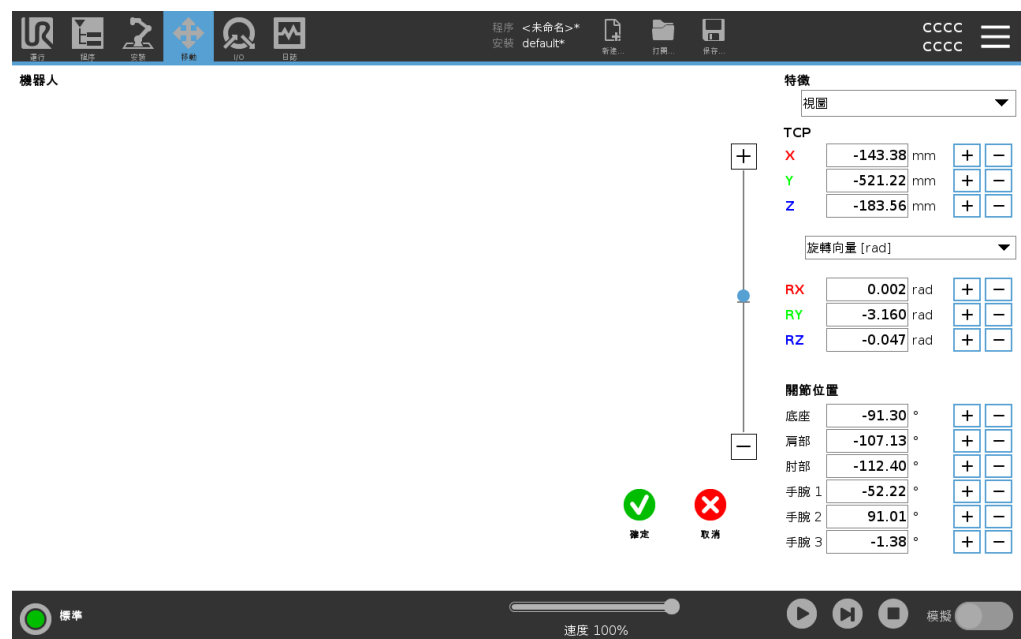 程序 <未命名>*
安裝 default*
運行
程序
安裝
移動
I/O
日誌
新建...
打開...
保存...
CCCC
CCCC
機器人
特徵
視圖
TCP
X -143.38 mm + −
Y -521.22 mm + −
Z -183.56 mm + −
旋轉向量 [rad]
RX 0.002 rad + −
RY -3.160 rad + −
RZ -0.047 rad + −
關節位置
底座 -91.30 ° + −
肩部 -107.13 ° + −
肘部 -112.40 ° + −
手腕 1 -52.22 ° + −
手腕 2 91.01 ° + −
手腕 3 -1.38 ° + −
確定
取消
標準
速度 100%
模擬